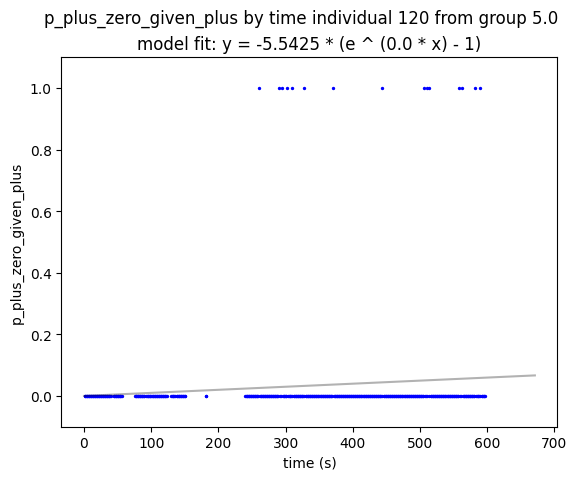 p_plus_zero_given_plus by time individual 120 from group 5.0
model fit: y = -5.5425 * (e ^ (0.0 * x) - 1)
1.0
0.8
0.6
0.4
0.2
0.0
p_plus_zero_given_plus
0 100 200 300 400 500 600 700
time (s)